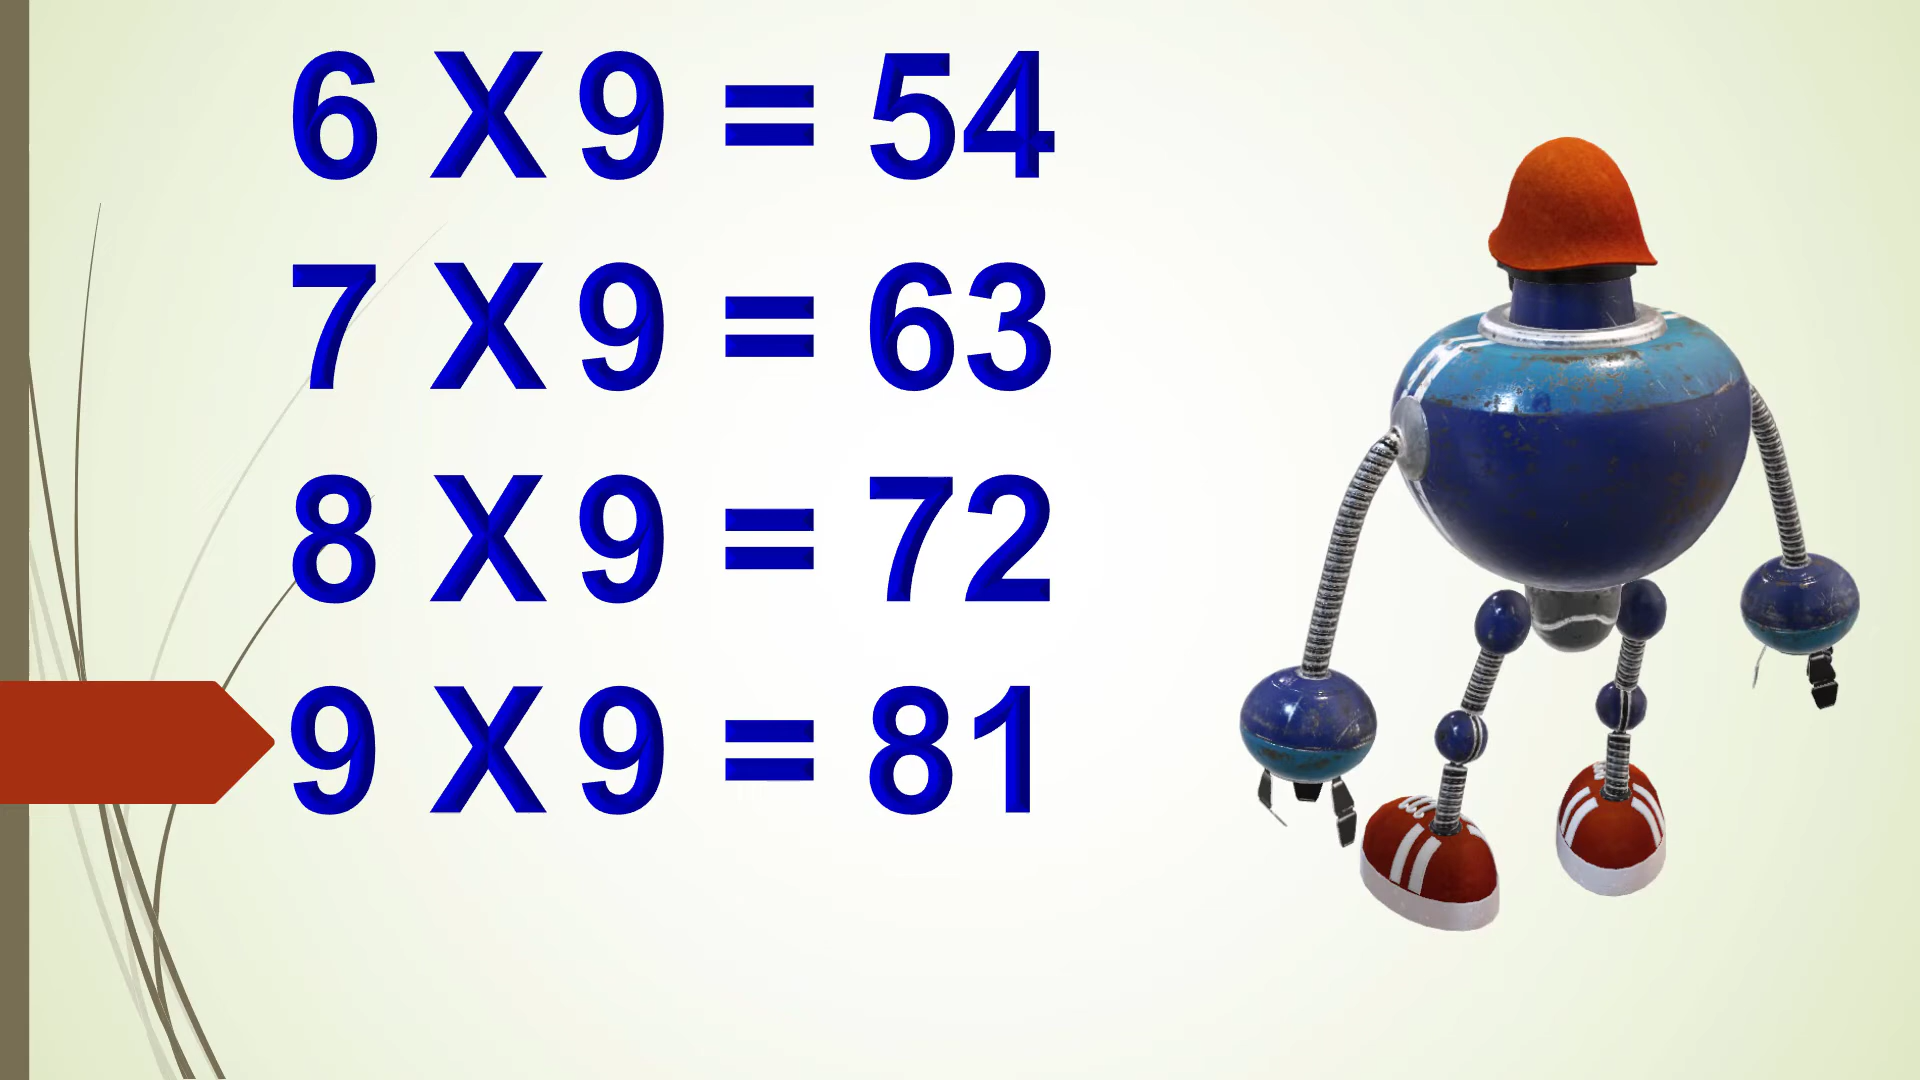 6 X 9 = 54
7 X 9 = 63
8 X 9 = 72
9 X 9 = 81